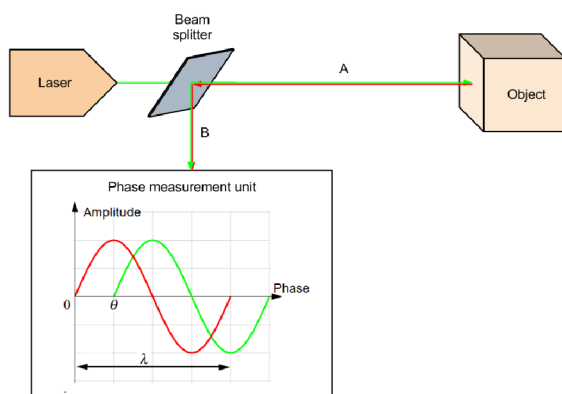 Beam
splitter
Laser
A
Object
B
Phase measurement unit
Amplitude
Phase
0
θ
λ